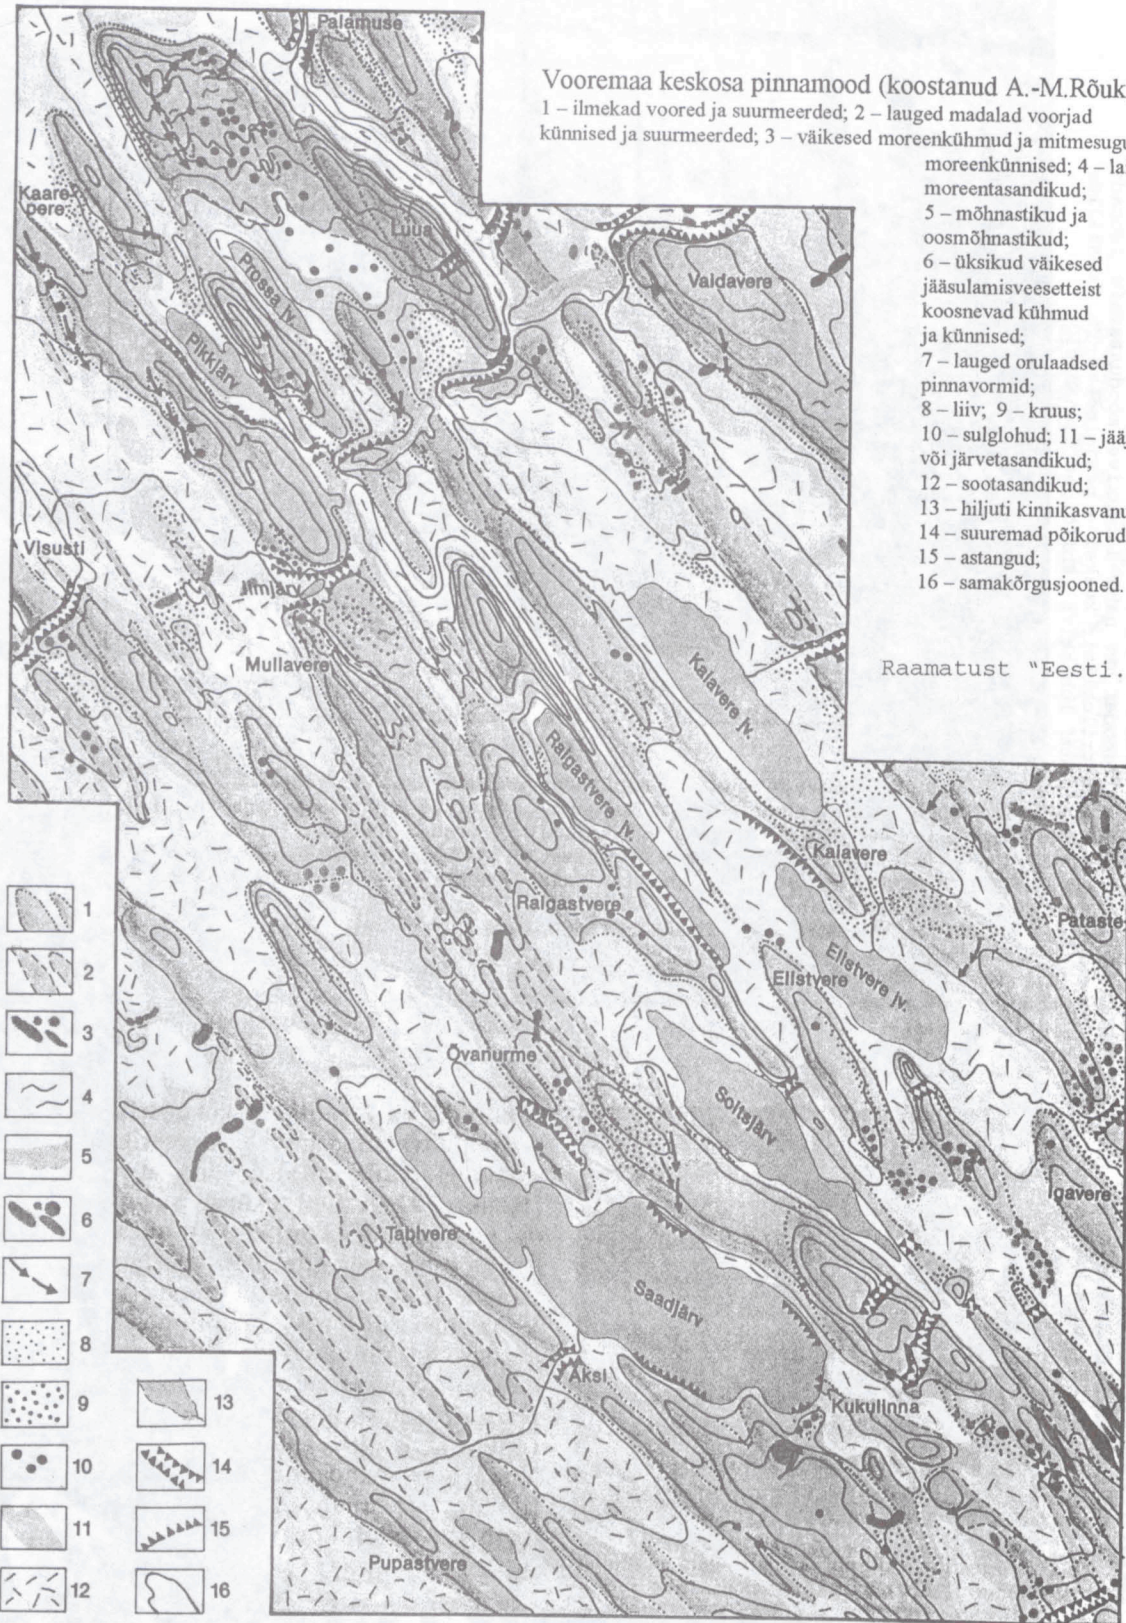 Vooremaa keskosa pinnamood (koostanud A.-M.Rõuk
1 – ilmekad voored ja suurmeerded; 2 – lauged madalad voorjad
künnised ja suurmeerded; 3 – väikesed moreenkühmud ja mitmesugu
moreenkünnised; 4 – la
moreentasandikud;
5 – mõhnastikud ja
oosmõhnastikud;
6 – üksikud väikesed
jääsulamisveesetteist
koosnevad kühmud
ja künnised;
7 – lauged orulaadsed
pinnavormid;
8 – liiv; 9 – kruus;
10 – sulglohud; 11 – jääj
või järvetasandikud;
12 – sootasandikud;
13 – hiljuti kinnikasvanu
14 – suuremad põikorud
15 – astangud;
16 – samakõrgusjooned.
Raamatust "Eesti.
Palamuse
Kaare-
pere
Luua
Prossa jv.
Pikkjärv
Valdavere
Visusti
Ilmjärv
Mullavere
Kalavere jv.
Raigastvere jv.
Kalavere
Raigastvere
Pataste
Elistvere
Elistvere jv.
Õvanurme
Soitsjärv
Igavere
Tabivere
Saadjärv
Äksi
Kukulinna
Pupastvere
1
2
3
4
5
6
7
8
9
10
11
12
13
14
15
16